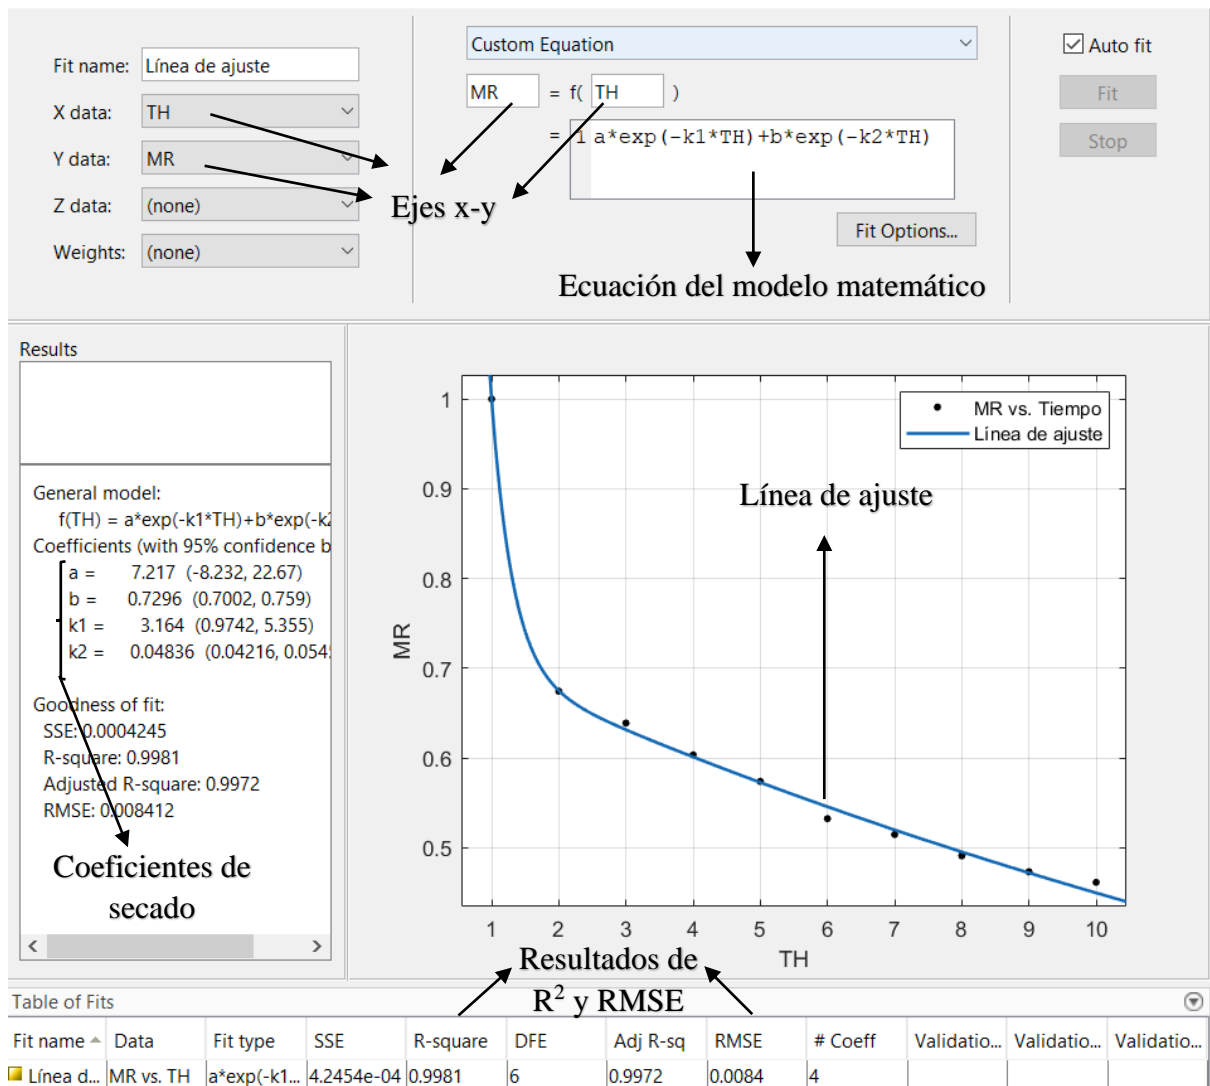 Fit name: Línea de ajuste
X data: TH
Y data: MR
Z data: (none)
Weights: (none)
Custom Equation
MR = f( TH )
= 1 a*exp(-k1*TH)+b*exp(-k2*TH)
Fit Options...
Auto fit
Fit
Stop
Ejes x-y
Ecuación del modelo matemático
Results
General model:
f(TH) = a*exp(-k1*TH)+b*exp(-k2
Coefficients (with 95% confidence b
a = 7.217 (-8.232, 22.67)
b = 0.7296 (0.7002, 0.759)
k1 = 3.164 (0.9742, 5.355)
k2 = 0.04836 (0.04216, 0.0545
Goodness of fit:
SSE: 0.0004245
R-square: 0.9981
Adjusted R-square: 0.9972
RMSE: 0.008412
Coeficientes de
secado
MR vs. Tiempo
Línea de ajuste
Línea de ajuste
1
0.9
0.8
0.7
0.6
0.5
MR
1 2 3 4 5 6 7 8 9 10
TH
Resultados de
R² y RMSE
Table of Fits
Fit name Data Fit type SSE R-square DFE Adj R-sq RMSE # Coeff Validatio... Validatio... Validatio...
Línea d... MR vs. TH a*exp(-k1... 4.2454e-04 0.9981 6 0.9972 0.0084 4